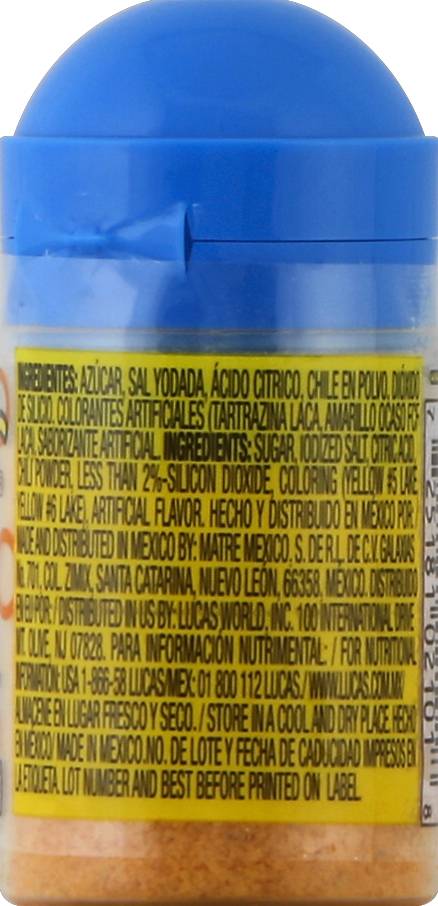 INGREDIENTES: AZÚCAR, SAL YODADA, ÁCIDO CITRICO, CHILE EN POLVO, DIÓXIDO
DE SILICIO, COLORANTES ARTIFICIALES (TARTRAZINA LACA, AMARILLO OCASO FCF
LACA, SABORIZANTE ARTIFICIAL. INGREDIENTS: SUGAR, IODIZED SALT, CITRIC ACID,
CHILI POWDER, LESS THAN 2%-SILICON DIOXIDE, COLORING (YELLOW #5 LAKE,
YELLOW #6 LAKE), ARTIFICIAL FLAVOR. HECHO Y DISTRIBUIDO EN MÉXICO POR:
MADE AND DISTRIBUTED IN MEXICO BY: MATRE MEXICO. S. DE R.L. DE C.V. GALAXIAS
No. 701, COL. ZIMIX, SANTA CATARINA, NUEVO LEÓN, 66358, MÉXICO. DISTRIBUIDO
EN EU POR: / DISTRIBUTED IN US BY: LUCAS WORLD, INC. 100 INTERNATIONAL DRIVE
MT. OLIVE, NJ 07828. PARA INFORMACIÓN NUTRIMENTAL: / FOR NUTRITIONAL
INFORMATION: USA 1-866-58 LUCAS/MEX: 01 800 112 LUCAS / WWW.LUCAS.COM.MX/
ALMACENE EN LUGAR FRESCO Y SECO. / STORE IN A COOL AND DRY PLACE. HECHO
EN MÉXICO/ MADE IN MEXICO. NO. DE LOTE Y FECHA DE CADUCIDAD IMPRESOS EN
LA ETIQUETA. LOT NUMBER AND BEST BEFORE PRINTED ON LABEL.